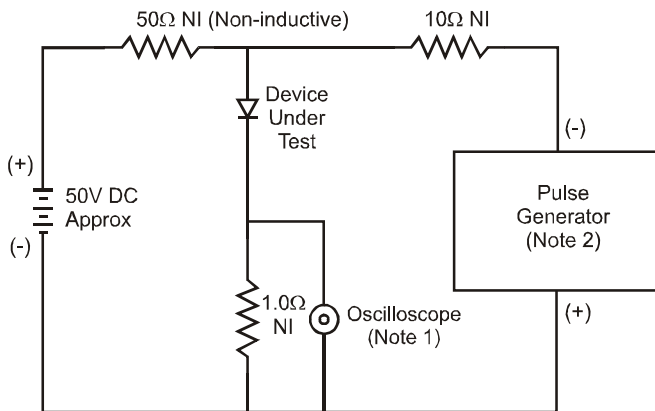 50Ω NI (Non-inductive)
10Ω NI
Device
Under
Test
(+)
50V DC
Approx
(-)
(-)
Pulse
Generator
(Note 2)
(+)
1.0Ω
NI
Oscilloscope
(Note 1)